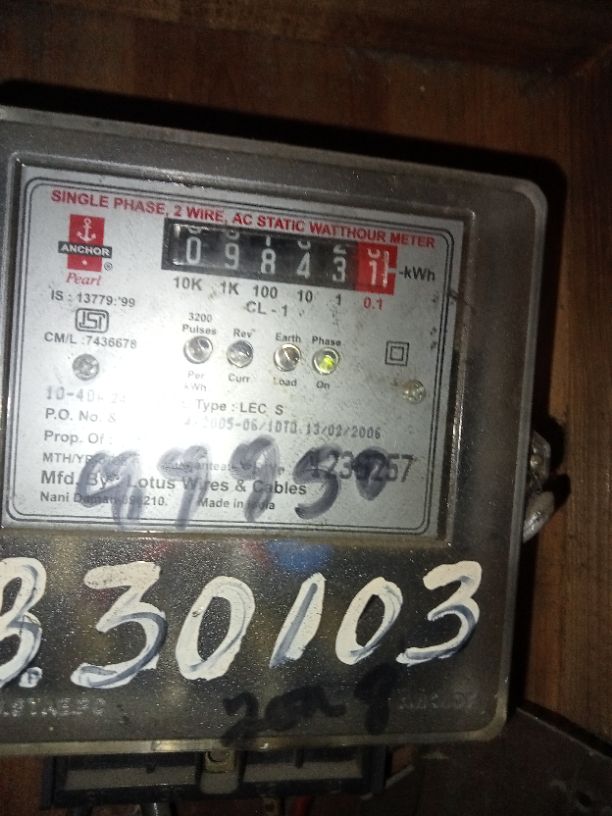 SINGLE PHASE, 2 WIRE, AC STATIC WATTHOUR METER
ANCHOR ®
Pearl
0 9 8 4 3 1 -kWh
10K 1K 100 10 1 0.1
IS : 13779:'99
CL - 1
CM/L :7436678
3200 Pulses Per kWh
Rev Curr
Earth Load
Phase On
10-40A
Type : LEC S
P.O. No. & 2005-06/10TD.13/02/2006
Prop. Of :
MTH/YR
Mfd. By : Lotus Wires & Cables
Nani Daman-396210. Made in India
30103